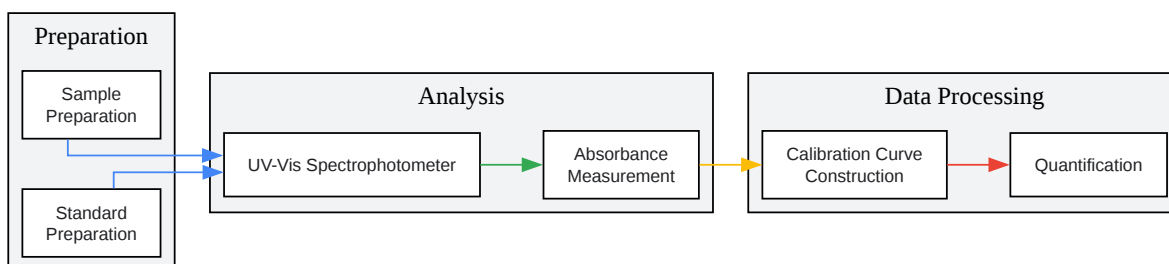 Preparation
Sample
Preparation
Standard
Preparation
Analysis
UV-Vis Spectrophotometer
Absorbance
Measurement
Data Processing
Calibration Curve
Construction
Quantification